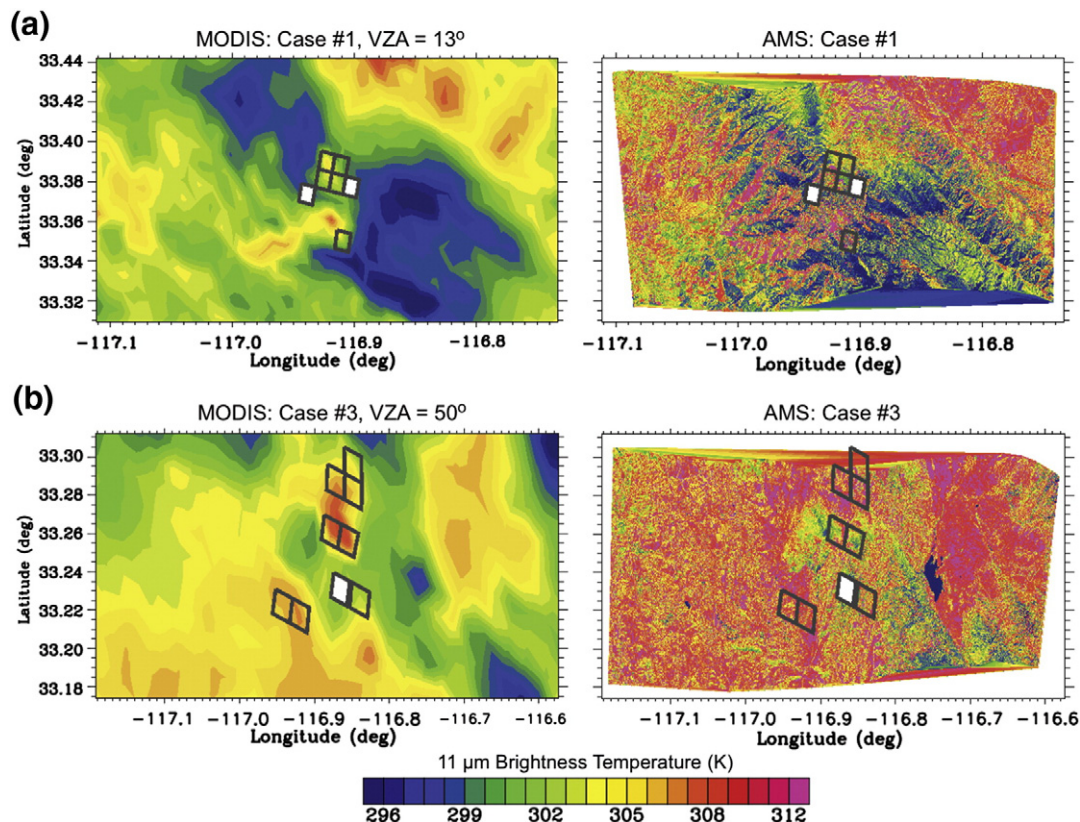 (a)
MODIS: Case #1, VZA = 13º
AMS: Case #1
33.44
33.42
33.40
33.38
33.36
33.34
33.32
Latitude (deg)
−117.1 −117.0 −116.9 −116.8
Longitude (deg)
−117.1 −117.0 −116.9 −116.8
Longitude (deg)
(b)
MODIS: Case #3, VZA = 50º
AMS: Case #3
33.30
33.28
33.26
33.24
33.22
33.20
33.18
Latitude (deg)
−117.1 −117.0 −116.9 −116.8 −116.7 −116.6
Longitude (deg)
−117.1 −117.0 −116.9 −116.8 −116.7 −116.6
Longitude (deg)
11 µm Brightness Temperature (K)
296 299 302 305 308 312